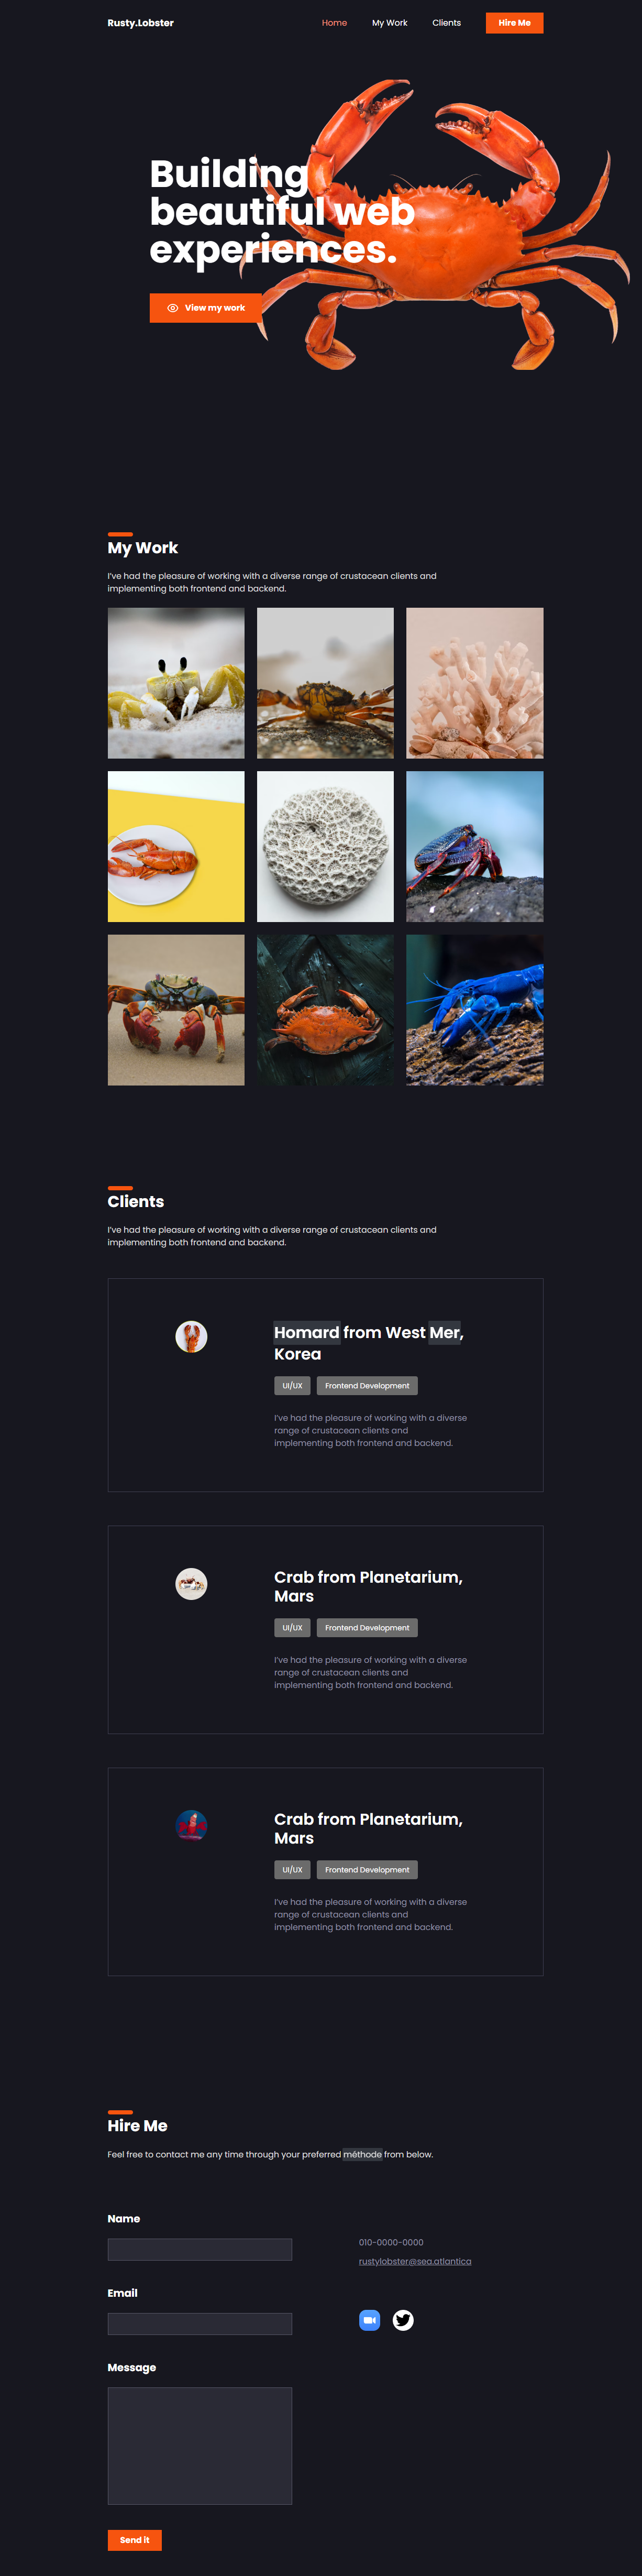 Rusty.Lobster
Home
My Work
Clients
Hire Me
Building
beautiful web
experiences.
View my work
My Work
I've had the pleasure of working with a diverse range of crustacean clients and
implementing both frontend and backend.
Clients
I've had the pleasure of working with a diverse range of crustacean clients and
implementing both frontend and backend.
Homard from West Mer,
Korea
UI/UX
Frontend Development
I've had the pleasure of working with a diverse
range of crustacean clients and
implementing both frontend and backend.
Crab from Planetarium,
Mars
UI/UX
Frontend Development
I've had the pleasure of working with a diverse
range of crustacean clients and
implementing both frontend and backend.
Crab from Planetarium,
Mars
UI/UX
Frontend Development
I've had the pleasure of working with a diverse
range of crustacean clients and
implementing both frontend and backend.
Hire Me
Feel free to contact me any time through your preferred méthode from below.
Name
010-0000-0000
rustylobster@sea.atlantica
Email
Message
Send it